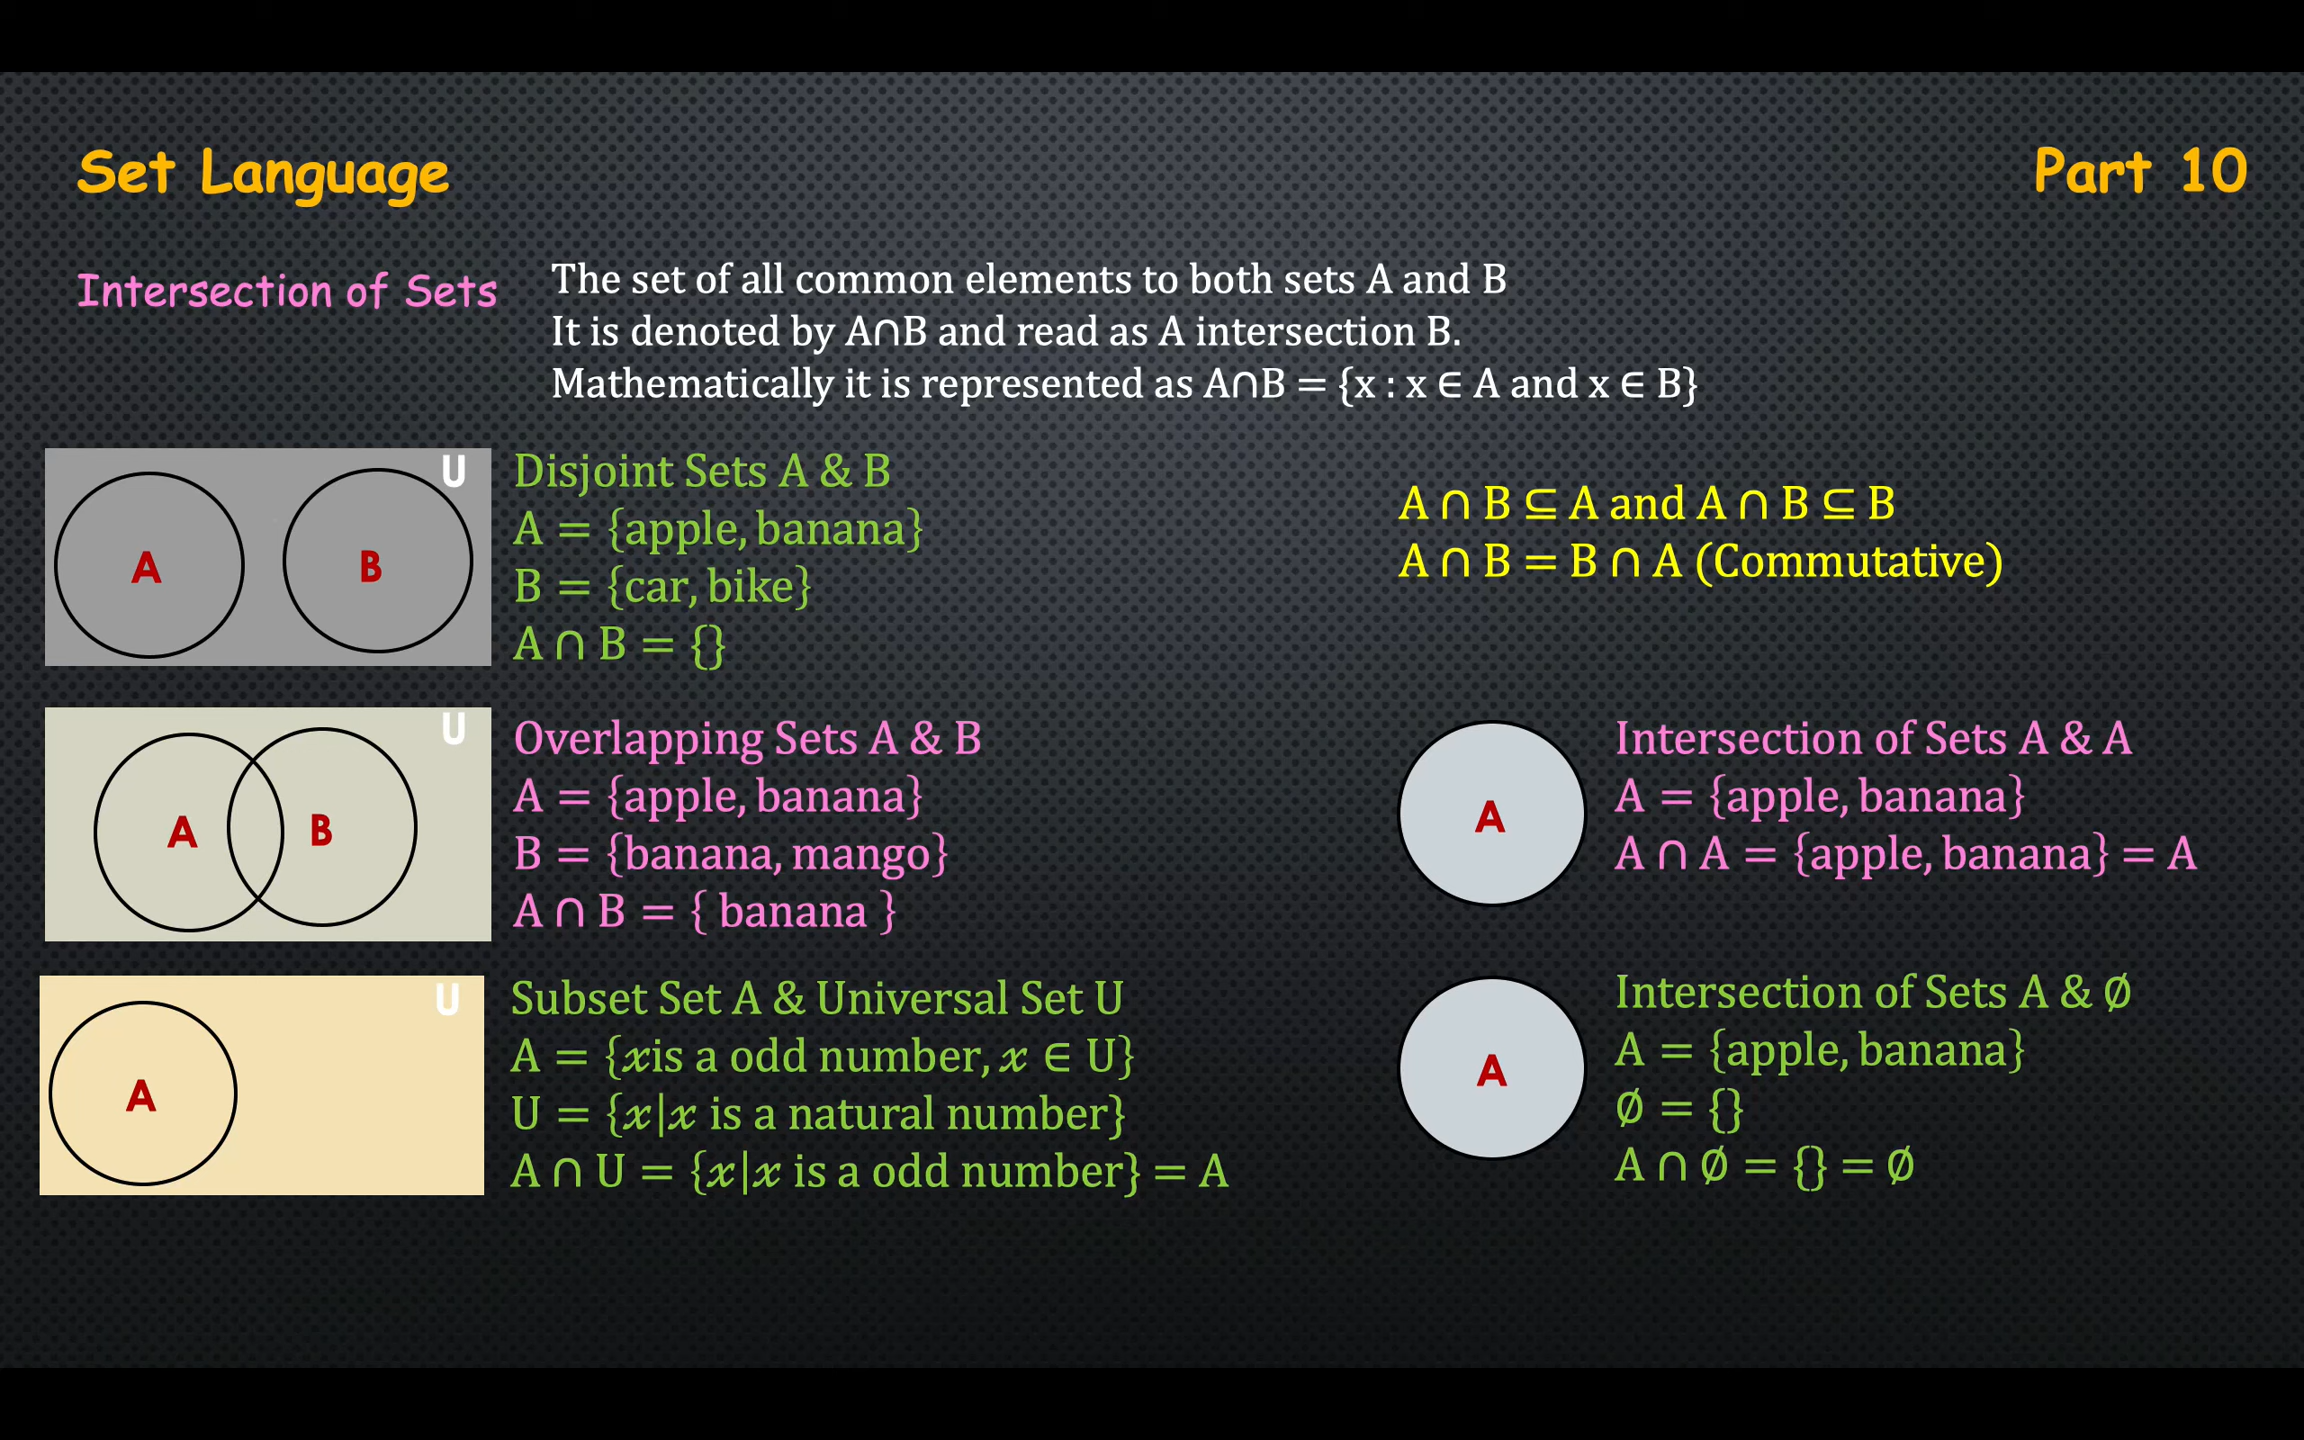 Set Language
Part 10
Intersection of Sets
The set of all common elements to both sets A and B
It is denoted by A∩B and read as A intersection B.
Mathematically it is represented as A∩B = {x : x ∈ A and x ∈ B}
U
A
B
Disjoint Sets A & B
A = {apple, banana}
B = {car, bike}
A ∩ B = {}
A ∩ B ⊆ A and A ∩ B ⊆ B
A ∩ B = B ∩ A (Commutative)
U
A
B
Overlapping Sets A & B
A = {apple, banana}
B = {banana, mango}
A ∩ B = { banana }
A
Intersection of Sets A & A
A = {apple, banana}
A ∩ A = {apple, banana} = A
U
A
Subset Set A & Universal Set U
A = {𝑥is a odd number, 𝑥 ∈ U}
U = {𝑥|𝑥 is a natural number}
A ∩ U = {𝑥|𝑥 is a odd number} = A
A
Intersection of Sets A & ∅
A = {apple, banana}
∅ = {}
A ∩ ∅ = {} = ∅